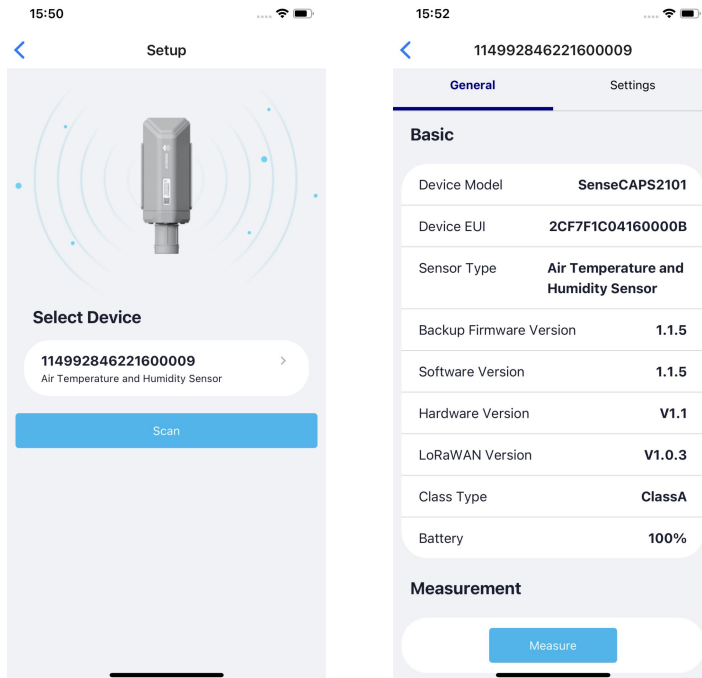 15:50
Setup
Select Device
114992846221600009
Air Temperature and Humidity Sensor
Scan
15:52
114992846221600009
General Settings
Basic
Device Model SenseCAPS2101
Device EUI 2CF7F1C04160000B
Sensor Type Air Temperature and
Humidity Sensor
Backup Firmware Version 1.1.5
Software Version 1.1.5
Hardware Version V1.1
LoRaWAN Version V1.0.3
Class Type ClassA
Battery 100%
Measurement
Measure